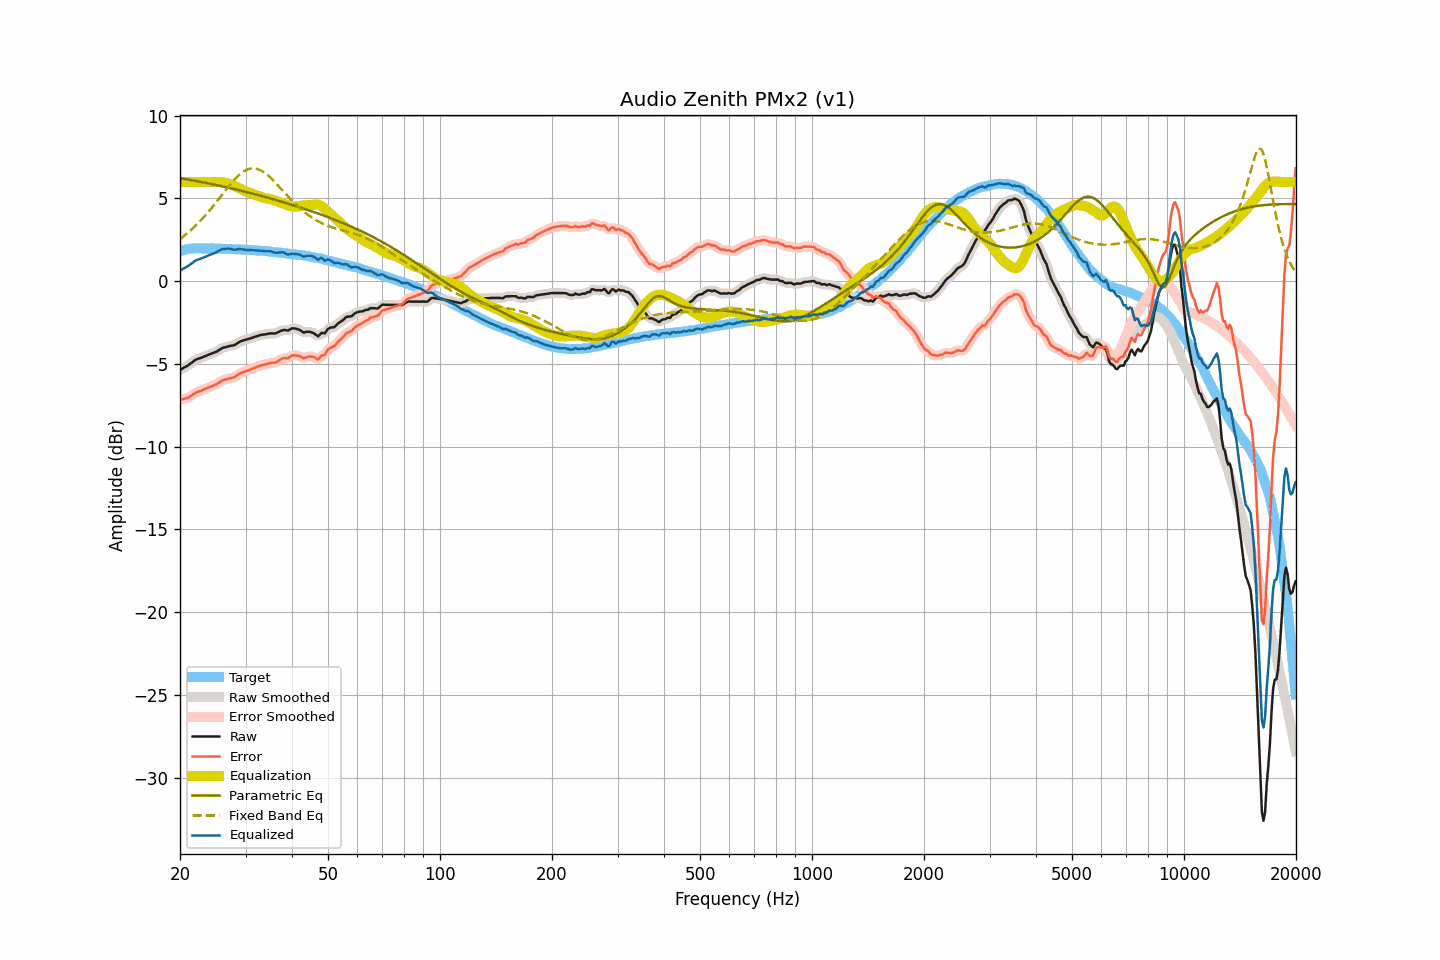 Audio Zenith PMx2 (v1)
10
5
0
−5
−10
−15
−20
−25
−30
Amplitude (dBr)
Target
Raw Smoothed
Error Smoothed
Raw
Error
Equalization
Parametric Eq
Fixed Band Eq
Equalized
20 50 100 200 500 1000 2000 5000 10000 20000
Frequency (Hz)